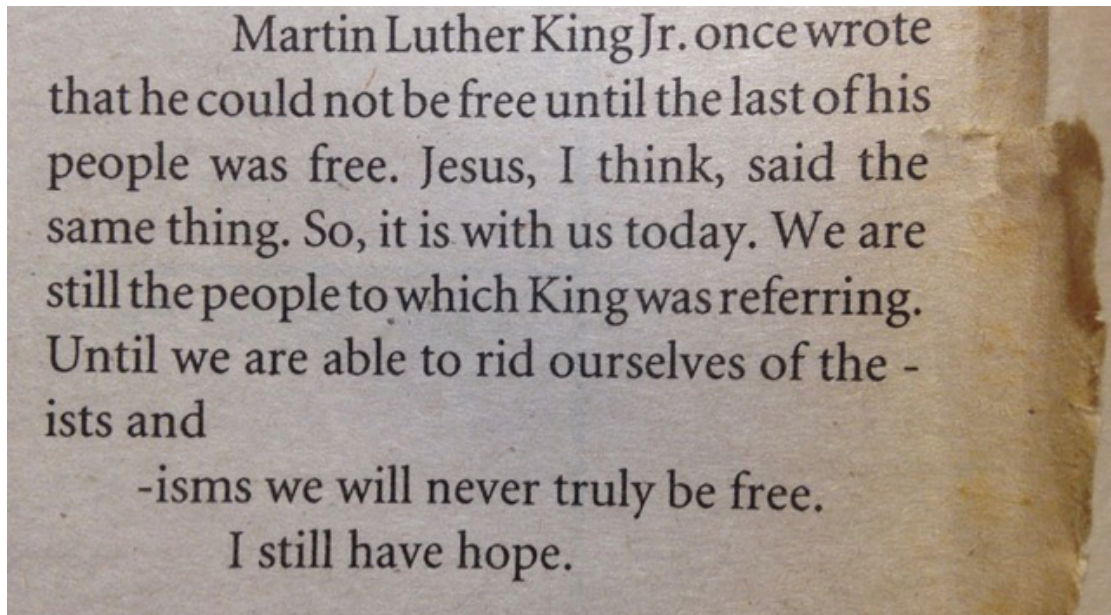 Martin Luther King Jr. once wrote
that he could not be free until the last of his
people was free. Jesus, I think, said the
same thing. So, it is with us today. We are
still the people to which King was referring.
Until we are able to rid ourselves of the -
ists and
-isms we will never truly be free.
I still have hope.